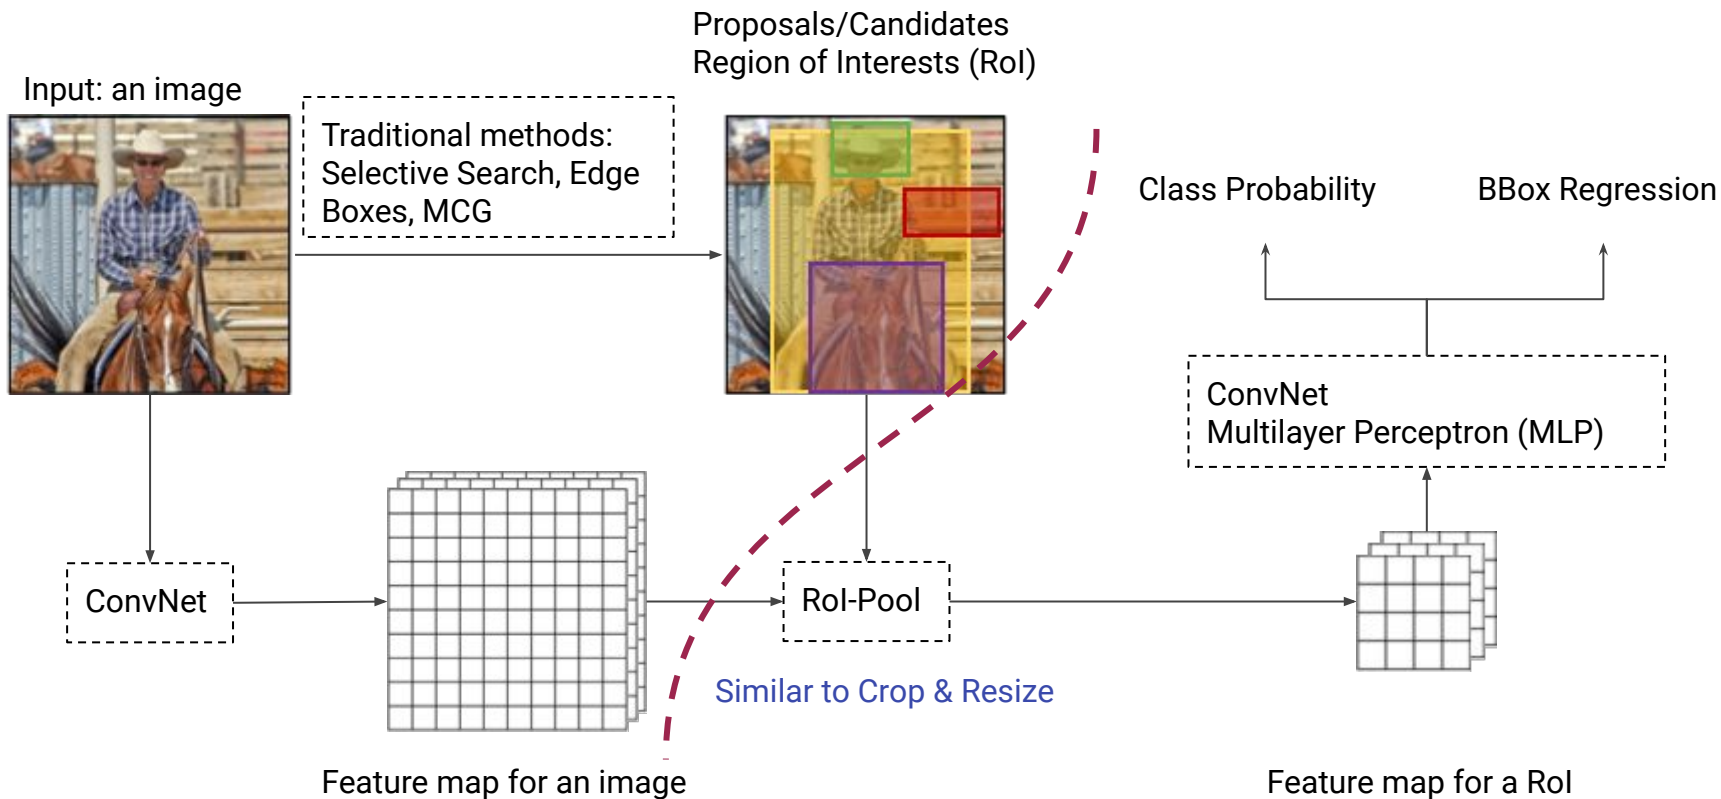 Proposals/Candidates
Region of Interests (RoI)
Input: an image
Traditional methods:
Selective Search, Edge
Boxes, MCG
Class Probability
BBox Regression
ConvNet
Multilayer Perceptron (MLP)
ConvNet
RoI-Pool
Similar to Crop & Resize
Feature map for an image
Feature map for a RoI